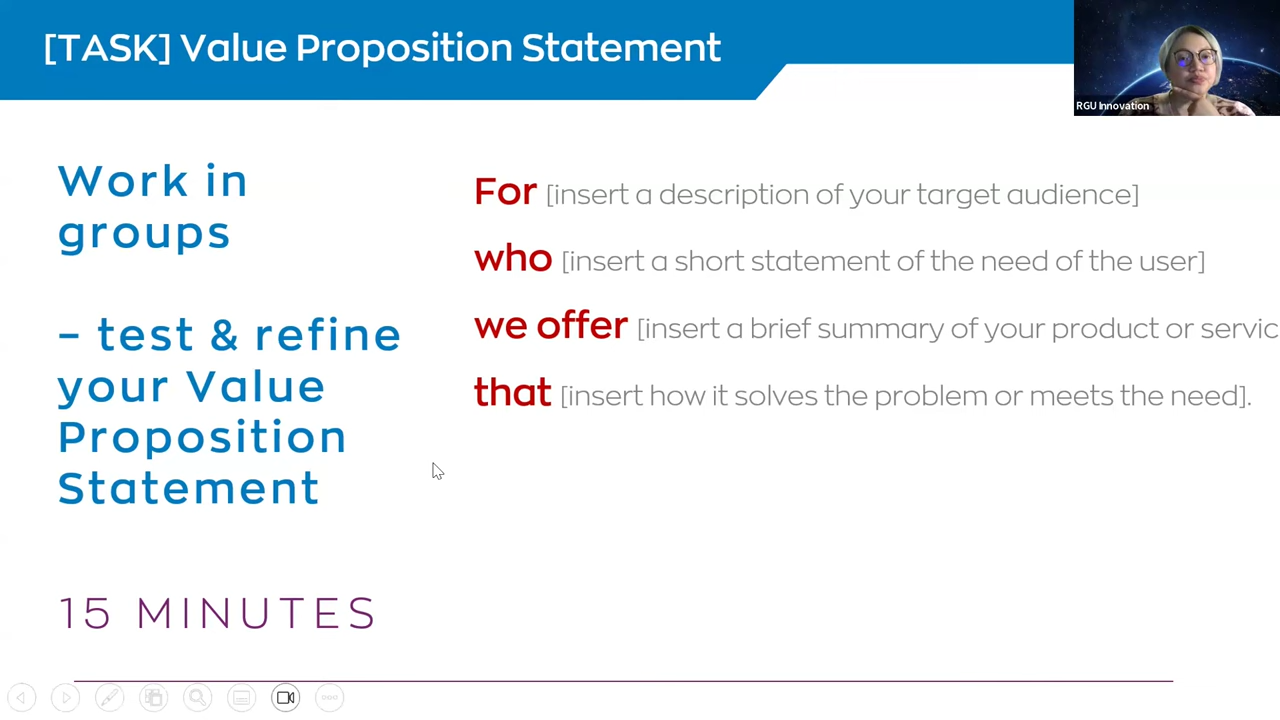 [TASK] Value Proposition Statement
RGU Innovation
Work in
groups
– test & refine
your Value
Proposition
Statement
15 MINUTES
For [insert a description of your target audience]
who [insert a short statement of the need of the user]
we offer [insert a brief summary of your product or servic
that [insert how it solves the problem or meets the need].